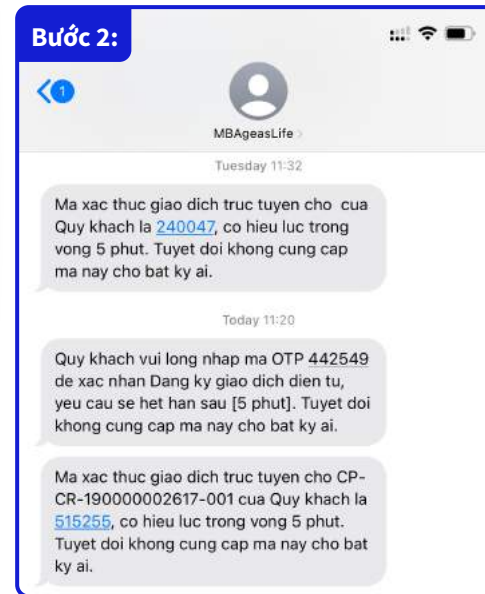 Bước 2:
1
MBAgeasLife
Tuesday 11:32
Ma xac thuc giao dich truc tuyen cho cua
Quy khach la 240047, co hieu luc trong
vong 5 phut. Tuyet doi khong cung cap
ma nay cho bat ky ai.
Today 11:20
Quy khach vui long nhap ma OTP 442549
de xac nhan Dang ky giao dich dien tu,
yeu cau se het han sau [5 phut]. Tuyet doi
khong cung cap ma nay cho bat ky ai.
Ma xac thuc giao dich truc tuyen cho CP-
CR-190000002617-001 cua Quy khach la
515255, co hieu luc trong vong 5 phut.
Tuyet doi khong cung cap ma nay cho bat
ky ai.